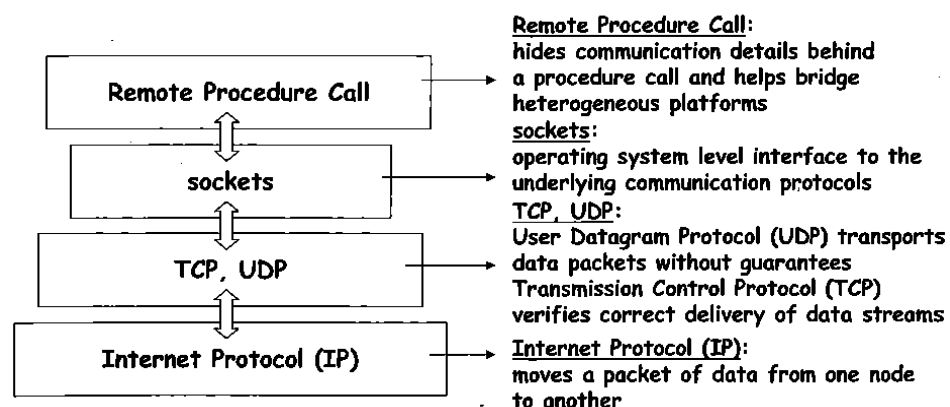 Remote Procedure Call
sockets
TCP, UDP
Internet Protocol (IP)
Remote Procedure Call:
hides communication details behind
a procedure call and helps bridge
heterogeneous platforms
sockets:
operating system level interface to the
underlying communication protocols
TCP, UDP:
User Datagram Protocol (UDP) transports
data packets without guarantees
Transmission Control Protocol (TCP)
verifies correct delivery of data streams
Internet Protocol (IP):
moves a packet of data from one node
to another